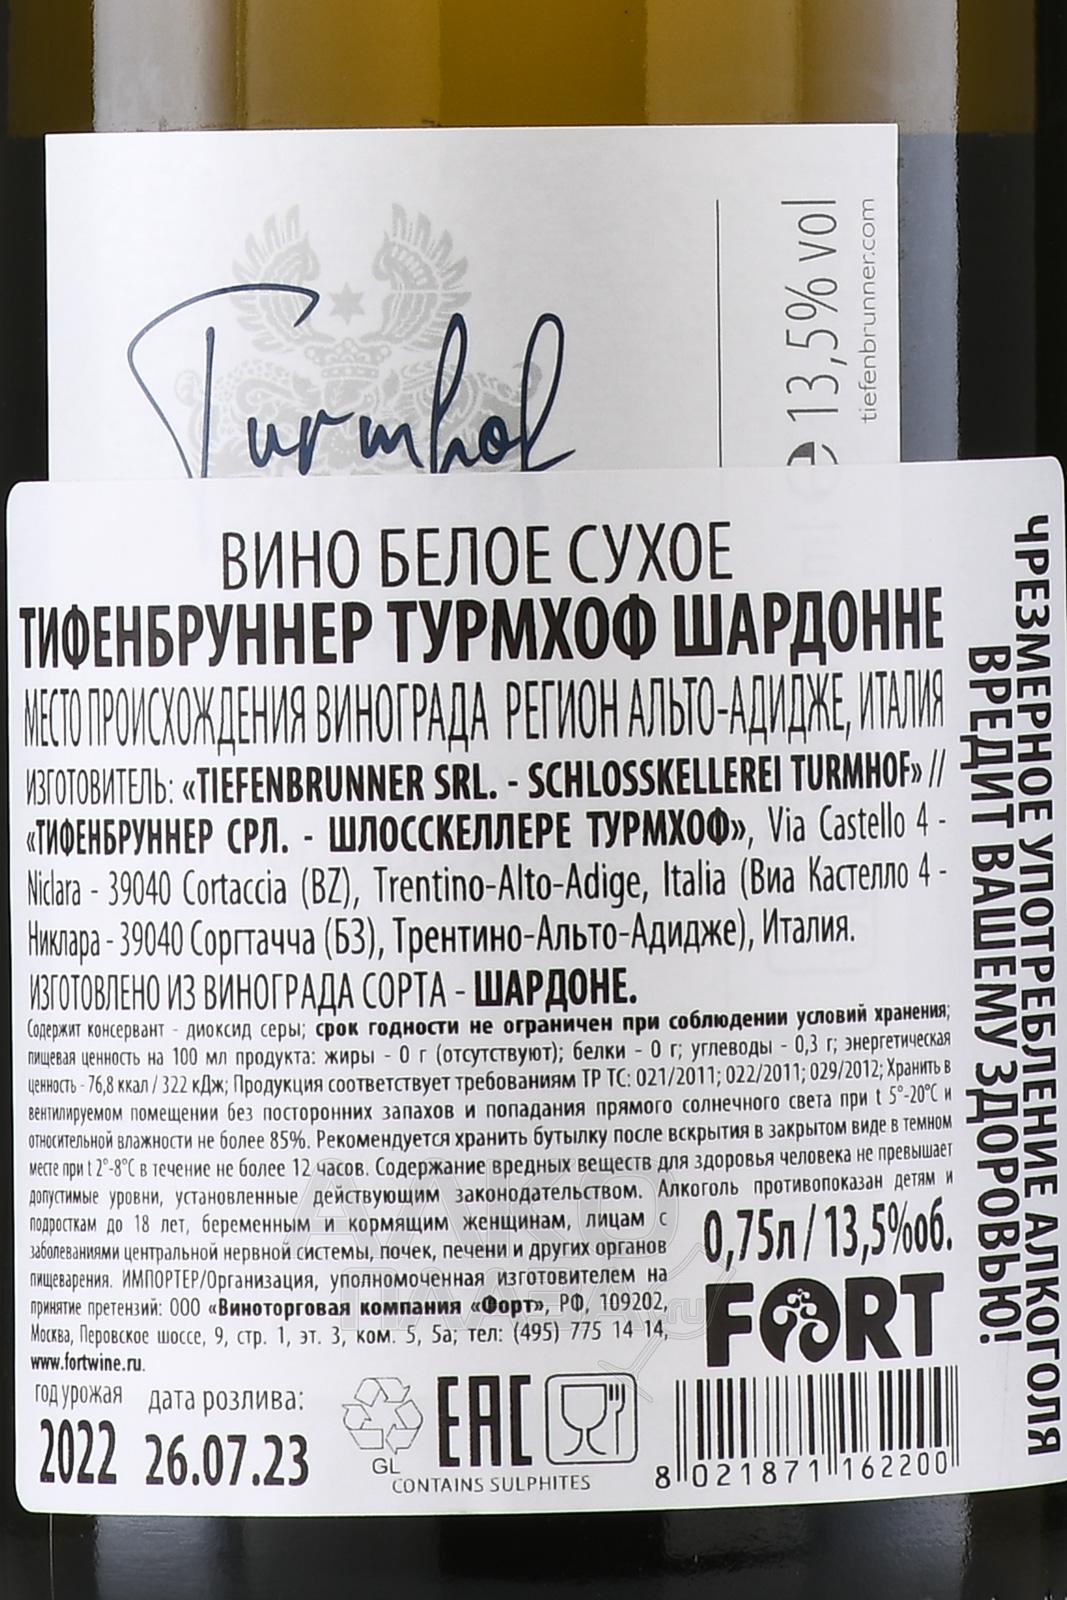 Turmhof
13,5% vol
tiefenbrunner.com
ВИНО БЕЛОЕ СУХОЕ
ТИФЕНБРУННЕР ТУРМХОФ ШАРДОННЕ
МЕСТО ПРОИСХОЖДЕНИЯ ВИНОГРАДА РЕГИОН АЛЬТО-АДИДЖЕ, ИТАЛИЯ
ИЗГОТОВИТЕЛЬ: «TIEFENBRUNNER SRL. - SCHLOSSKELLEREI TURMHOF» //
«ТИФЕНБРУННЕР СРЛ. - ШЛОССКЕЛЛЕРЕ ТУРМХОФ», Via Castello 4 -
Niclara - 39040 Cortaccia (BZ), Trentino-Alto-Adige, Italia (Виа Кастелло 4 -
Никлара - 39040 Соргтачча (БЗ), Трентино-Альто-Адидже), Италия.
ИЗГОТОВЛЕНО ИЗ ВИНОГРАДА СОРТА - ШАРДОНЕ.
Содержит консервант - диоксид серы; срок годности не ограничен при соблюдении условий хранения;
пищевая ценность на 100 мл продукта: жиры - 0 г (отсутствуют); белки - 0 г; углеводы - 0,3 г; энергетическая
ценность - 76,8 ккал / 322 кДж; Продукция соответствует требованиям ТР ТС: 021/2011; 022/2011; 029/2012; Хранить в
вентилируемом помещении без посторонних запахов и попадания прямого солнечного света при t 5°-20°С и
относительной влажности не более 85%. Рекомендуется хранить бутылку после вскрытия в закрытом виде в темном
месте при t 2°-8°С в течение не более 12 часов. Содержание вредных веществ для здоровья человека не превышает
допустимые уровни, установленные действующим законодательством. Алкоголь противопоказан детям и
подросткам до 18 лет, беременным и кормящим женщинам, лицам с
заболеваниями центральной нервной системы, почек, печени и других органов
пищеварения. ИМПОРТЕР/Организация, уполномоченная изготовителем на
принятие претензий: ООО «Виноторговая компания «Форт», РФ, 109202,
Москва, Перовское шоссе, 9, стр. 1, эт. 3, ком. 5, 5а; тел: (495) 775 14 14,
www.fortwine.ru.
0,75л / 13,5%об.
FORT
год урожая
2022
дата розлива:
26.07.23
GL
EAC
CONTAINS SULPHITES
8 021871 162200
ЧРЕЗМЕРНОЕ УПОТРЕБЛЕНИЕ АЛКОГОЛЯ
ВРЕДИТ ВАШЕМУ ЗДОРОВЬЮ!
АЛКО
ПЛАЗА.ru